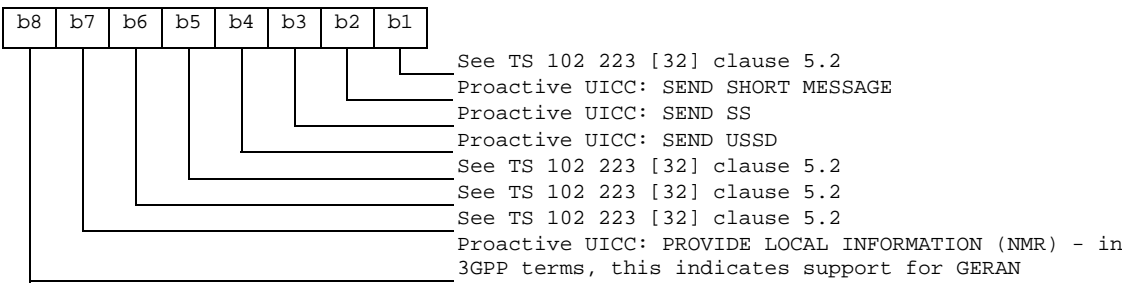 b8 b7 b6 b5 b4 b3 b2 b1
See TS 102 223 [32] clause 5.2
Proactive UICC: SEND SHORT MESSAGE
Proactive UICC: SEND SS
Proactive UICC: SEND USSD
See TS 102 223 [32] clause 5.2
See TS 102 223 [32] clause 5.2
See TS 102 223 [32] clause 5.2
Proactive UICC: PROVIDE LOCAL INFORMATION (NMR) - in
3GPP terms, this indicates support for GERAN